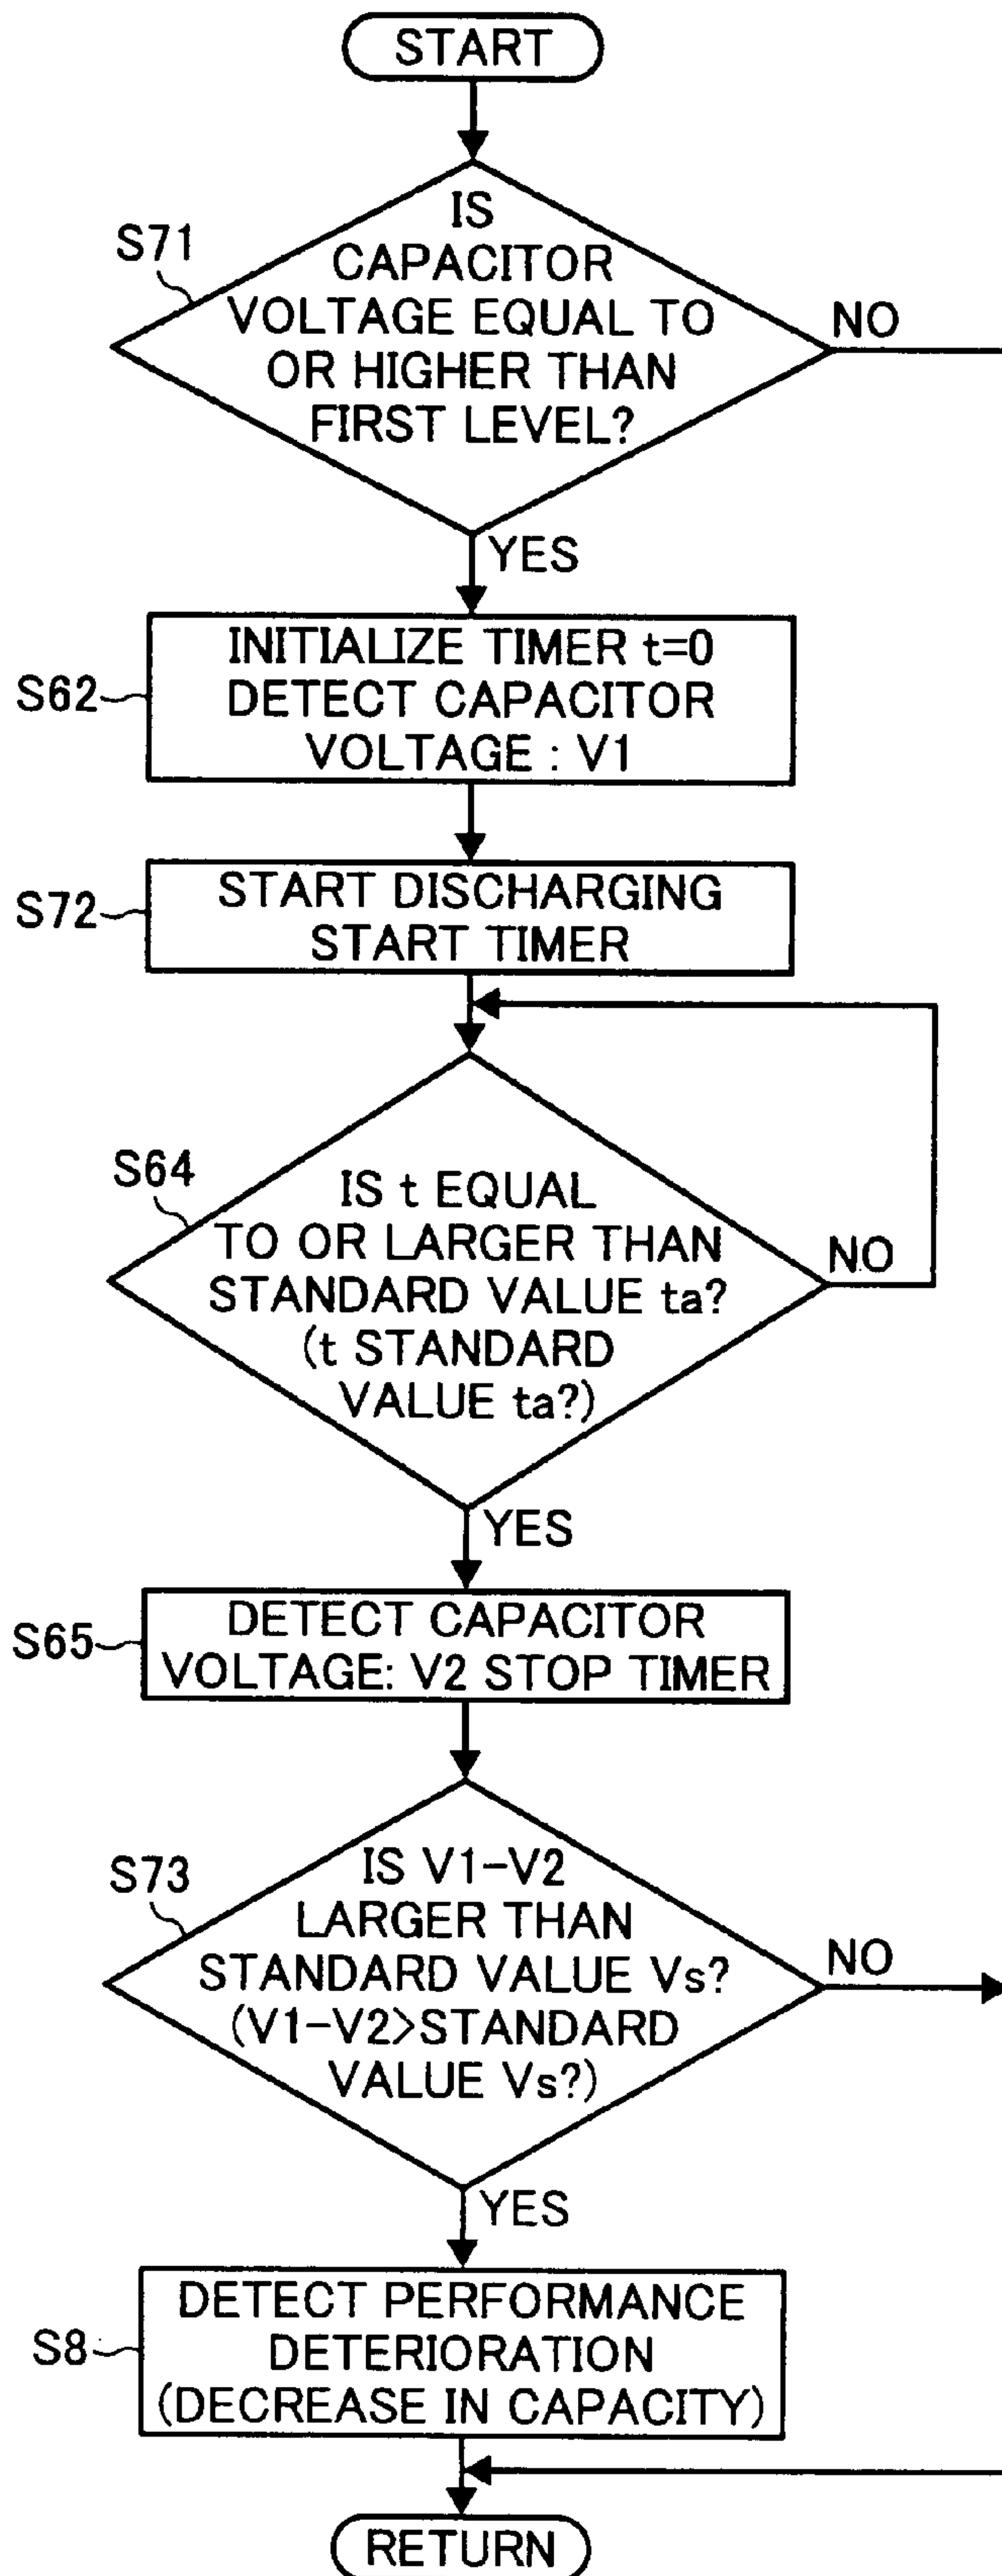 START
S71
IS
CAPACITOR
VOLTAGE EQUAL TO
OR HIGHER THAN
FIRST LEVEL?
NO
YES
S62
INITIALIZE TIMER t=0
DETECT CAPACITOR
VOLTAGE : V1
S72
START DISCHARGING
START TIMER
S64
IS t EQUAL
TO OR LARGER THAN
STANDARD VALUE ta?
(t STANDARD
VALUE ta?)
NO
YES
S65
DETECT CAPACITOR
VOLTAGE: V2 STOP TIMER
S73
IS V1-V2
LARGER THAN
STANDARD VALUE Vs?
(V1-V2>STANDARD
VALUE Vs?)
NO
YES
S8
DETECT PERFORMANCE
DETERIORATION
(DECREASE IN CAPACITY)
RETURN